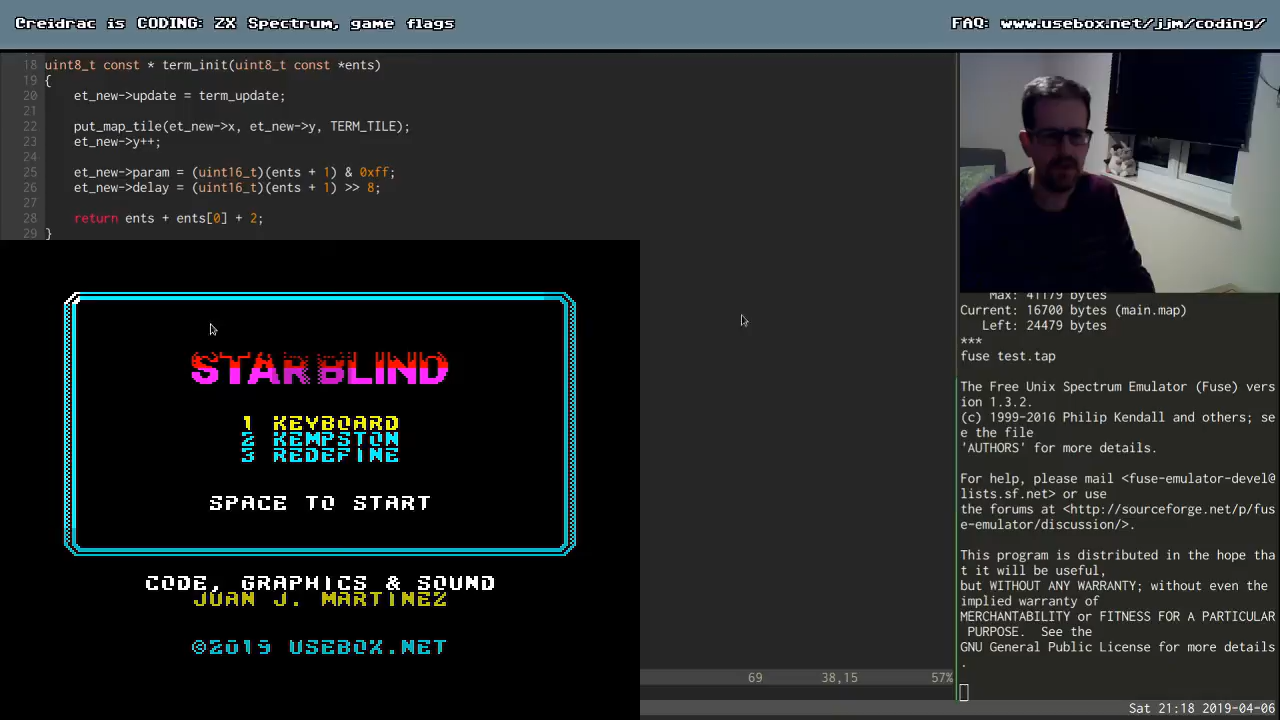 Creidrac is CODING: ZX Spectrum, game flags
FAQ: www.usebox.net/jjm/coding/
18 uint8_t const * term_init(uint8_t const *ents)
19 {
20 et_new->update = term_update;
21
22 put_map_tile(et_new->x, et_new->y, TERM_TILE);
23 et_new->y++;
24
25 et_new->param = (uint16_t)(ents + 1) & 0xff;
26 et_new->delay = (uint16_t)(ents + 1) >> 8;
27
28 return ents + ents[0] + 2;
29 }
STARBLIND
1 KEYBOARD
2 KEMPSTON
3 REDEFINE
SPACE TO START
CODE, GRAPHICS & SOUND
JUAN J. MARTINEZ
©2019 USEBOX.NET
69 38,15 57%
Max: 41179 bytes
Current: 16700 bytes (main.map)
Left: 24479 bytes
***
fuse test.tap
The Free Unix Spectrum Emulator (Fuse) vers
ion 1.3.2.
(c) 1999-2016 Philip Kendall and others; se
e the file
'AUTHORS' for more details.
For help, please mail <fuse-emulator-devel@
lists.sf.net> or use
the forums at <http://sourceforge.net/p/fus
e-emulator/discussion/>.
This program is distributed in the hope tha
t it will be useful,
but WITHOUT ANY WARRANTY; without even the
implied warranty of
MERCHANTABILITY or FITNESS FOR A PARTICULAR
PURPOSE. See the
GNU General Public License for more details
.
Sat 21:18 2019-04-06